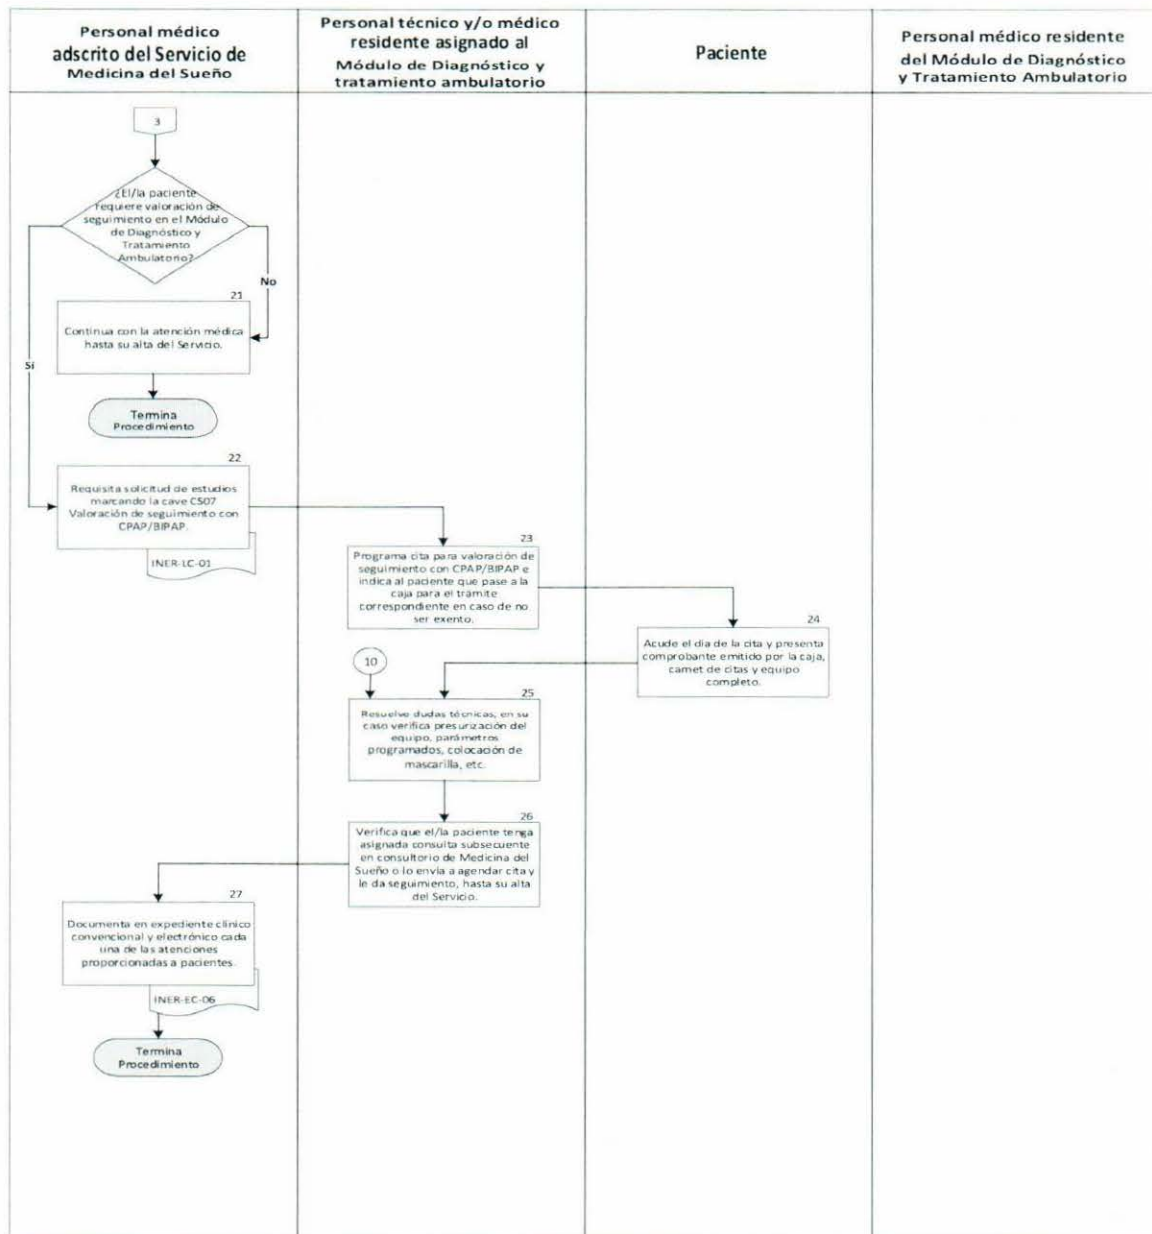 Personal médico
adscrito del Servicio de
Medicina del Sueño
Personal técnico y/o médico
residente asignado al
Módulo de Diagnóstico y
tratamiento ambulatorio
Paciente
Personal médico residente
del Módulo de Diagnóstico
y Tratamiento Ambulatorio
3
¿El/la paciente
requiere valoración de
seguimiento en el Módulo
de Diagnóstico y
Tratamiento
Ambulatorio?
No
Sí
21
Continua con la atención médica
hasta su alta del Servicio.
Termina
Procedimiento
22
Requisita solicitud de estudios
marcando la cave CS07
Valoración de seguimiento con
CPAP/BIPAP.
INER-LC-01
23
Programa cita para valoración de
seguimiento con CPAP/BIPAP e
indica al paciente que pase a la
caja para el trámite
correspondiente en caso de no
ser exento.
24
Acude el día de la cita y presenta
comprobante emitido por la caja,
carnet de citas y equipo
completo.
10
25
Resuelve dudas técnicas, en su
caso verifica presurización del
equipo, parámetros
programados, colocación de
mascarilla, etc.
26
Verifica que el/la paciente tenga
asignada consulta subsecuente
en consultorio de Medicina del
Sueño o lo envía a agendar cita y
le da seguimiento, hasta su alta
del Servicio.
27
Documenta en expediente clínico
convencional y electrónico cada
una de las atenciones
proporcionadas a pacientes.
INER-EC-06
Termina
Procedimiento